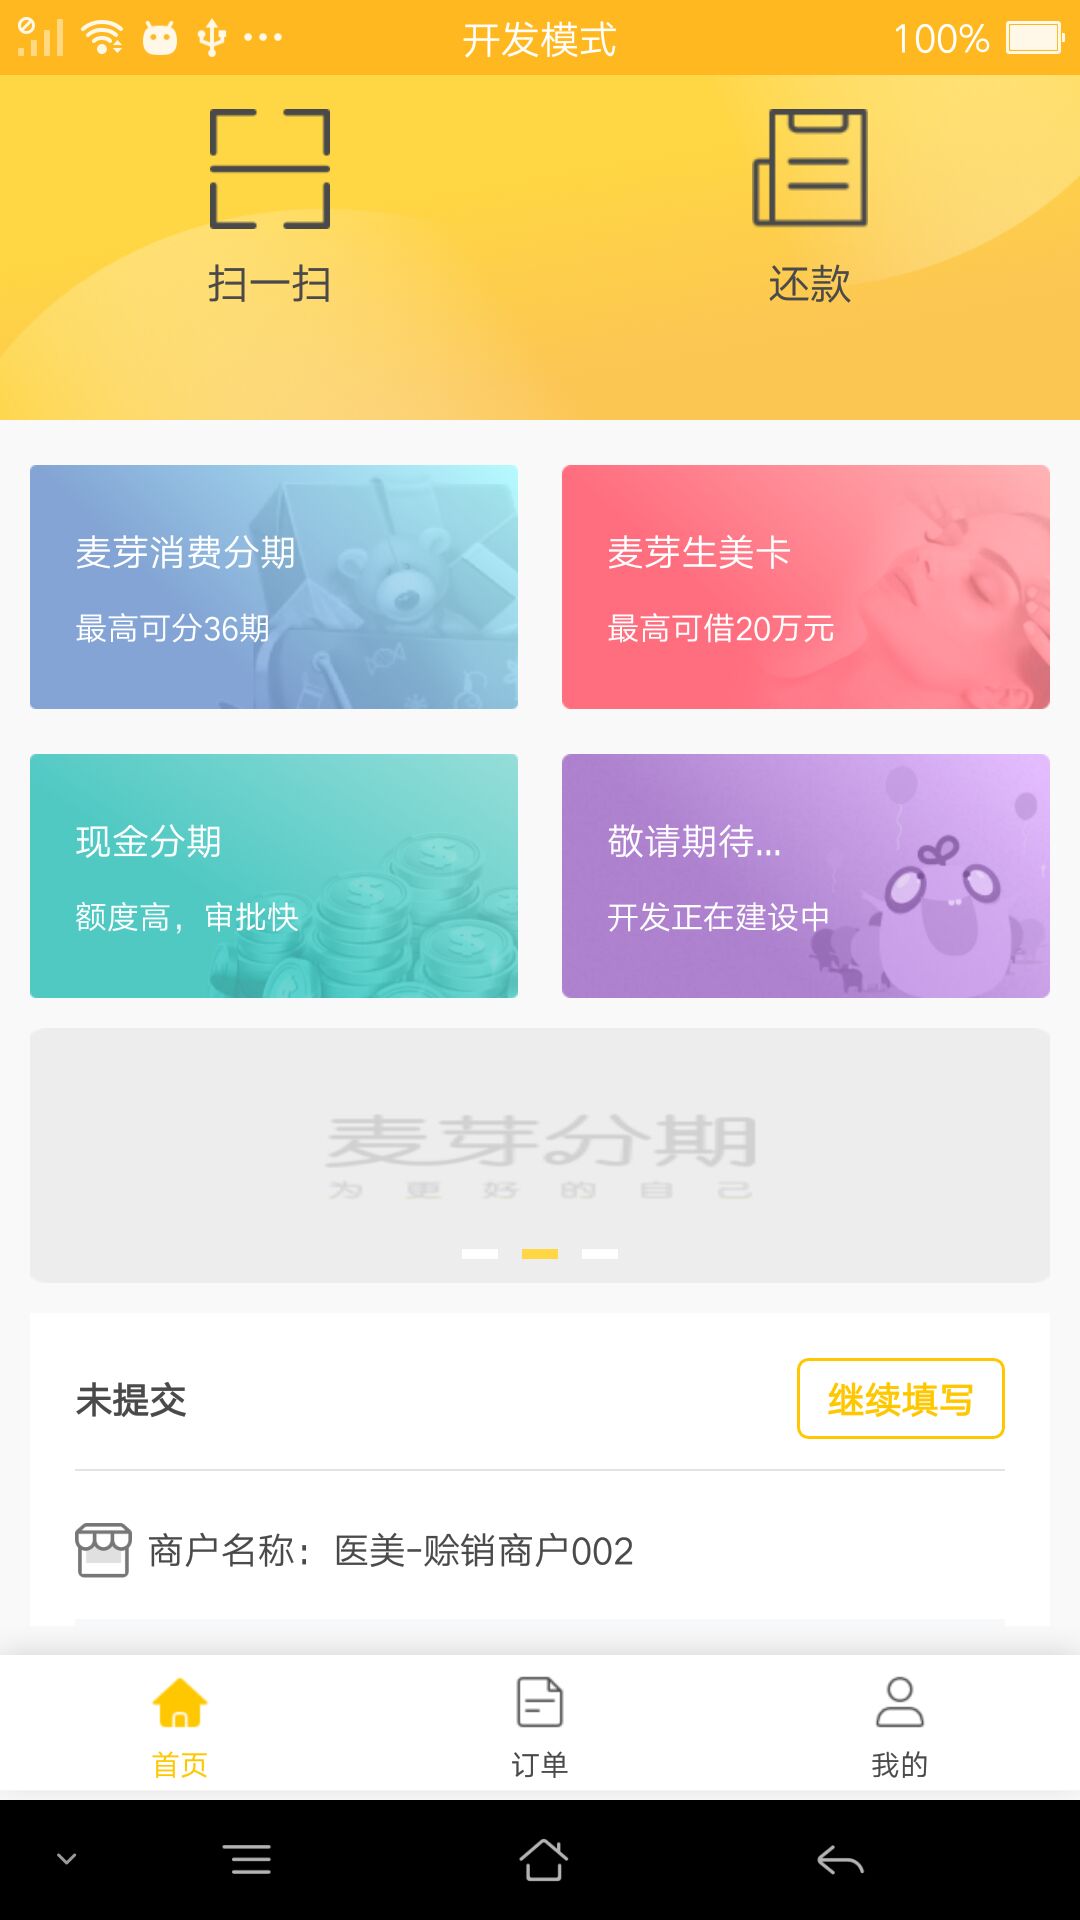 开发模式
100%
扫一扫
还款
麦芽消费分期
最高可分36期
麦芽生美卡
最高可借20万元
现金分期
额度高，审批快
敬请期待...
开发正在建设中
麦芽分期
为更好的自己
未提交
继续填写
商户名称：医美-赊销商户002
首页
订单
我的